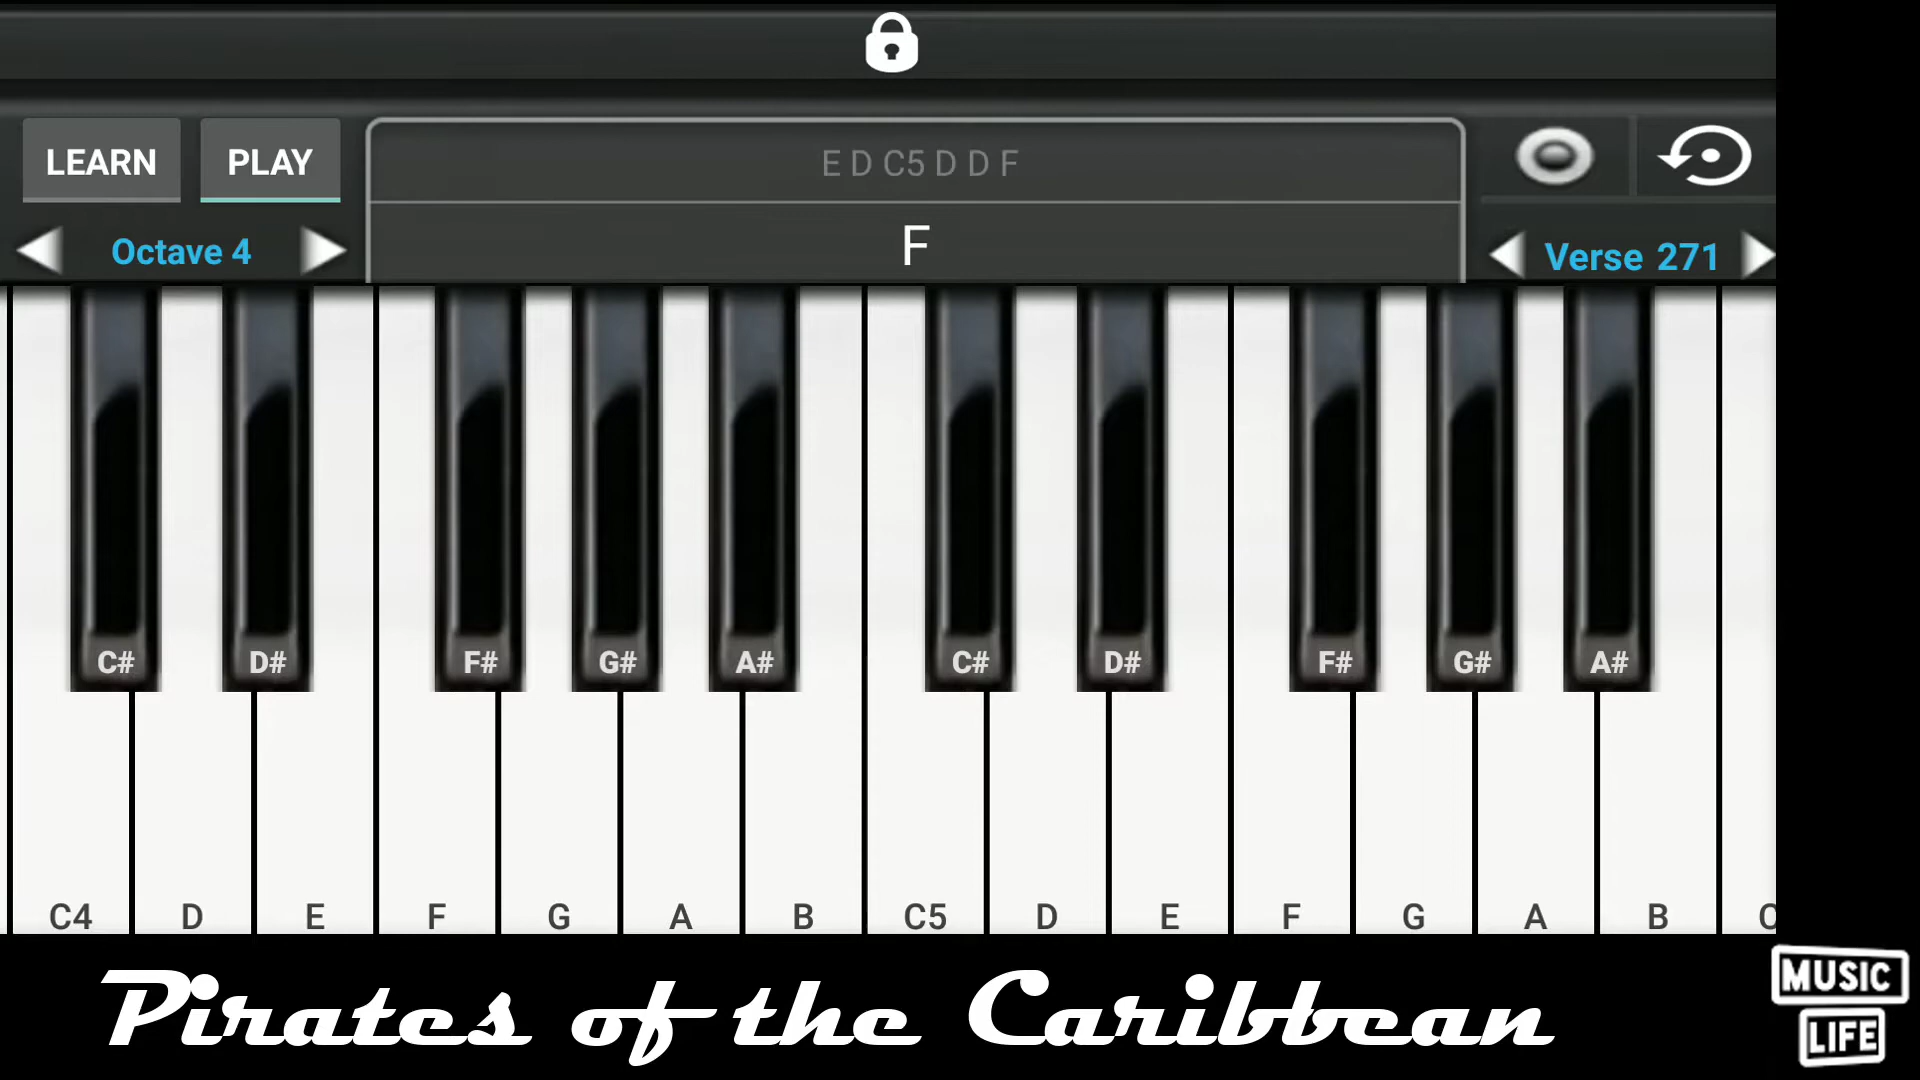 LEARN PLAY E D C5 D D F
Octave 4 F Verse 271
C# D# F# G# A# C# D# F# G# A#
C4 D E F G A B C5 D E F G A B C
Pirates of the Caribbean
MUSIC
LIFE